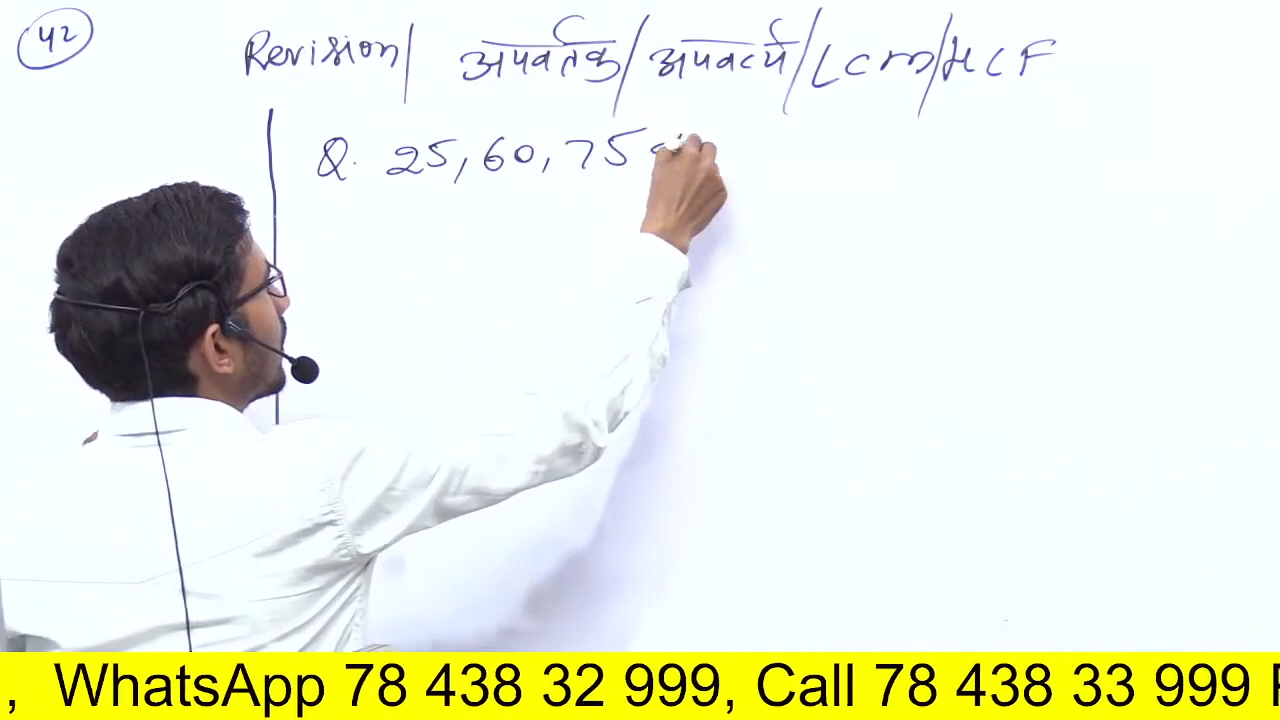 42
Revision/ अपवर्तक/अपवर्त्य/LCM/HCF
Q. 25, 60, 75
, WhatsApp 78 438 32 999, Call 78 438 33 999